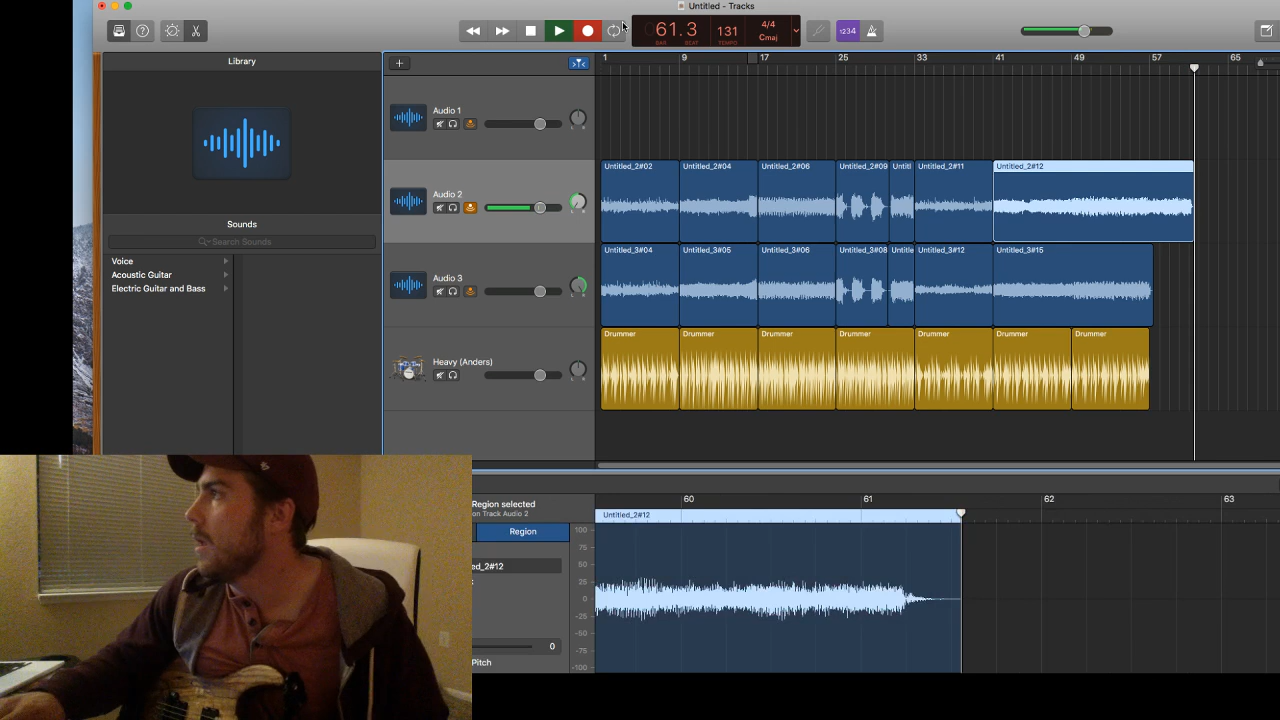 Untitled - Tracks
61.3
BAR BEAT
131
TEMPO
4/4
Cmaj
1234
Library
1 9 17 25 33 41 49 57 65
Audio 1
L R
Untitled_2#02 Untitled_2#04 Untitled_2#06 Untitled_2#09 Untitl Untitled_2#11 Untitled_2#12
Audio 2
L R
Sounds
Search Sounds
Voice
Acoustic Guitar
Electric Guitar and Bass
Untitled_3#04 Untitled_3#05 Untitled_3#06 Untitled_3#08 Untitle Untitled_3#12 Untitled_3#15
Audio 3
L R
Drummer Drummer Drummer Drummer Drummer Drummer Drummer
Heavy (Anders)
L R
Region selected
on Track Audio 2
60 61 62 63
Untitled_2#12
Region
ed_2#12
0
Pitch
100
75
50
25
0
-25
-50
-75
-100